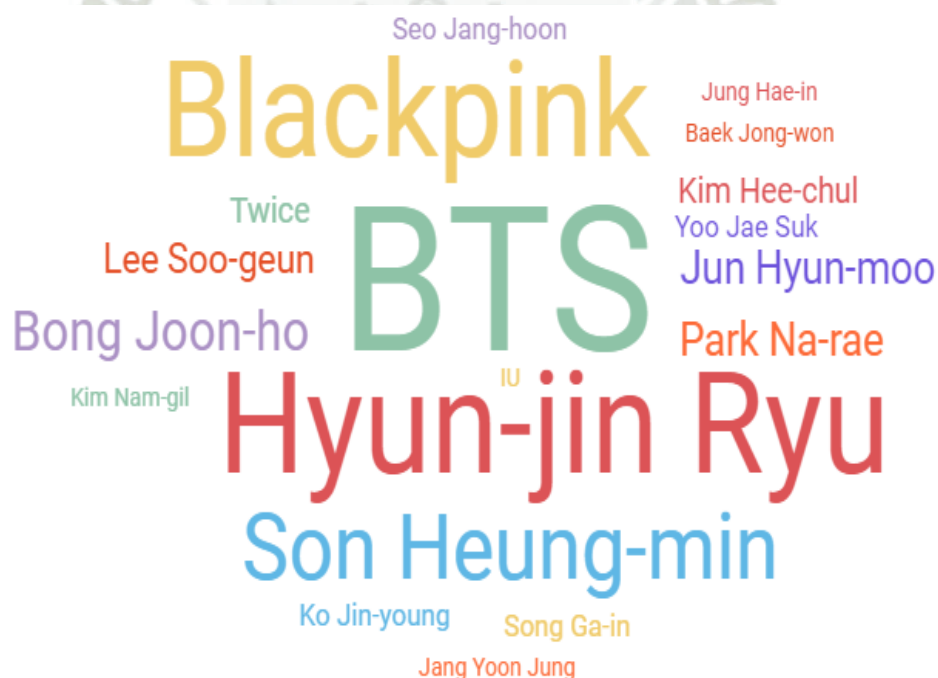 Seo Jang-hoon
Blackpink
Jung Hae-in
Baek Jong-won
Kim Hee-chul
Twice
BTS
Yoo Jae Suk
Lee Soo-geun
Jun Hyun-moo
Bong Joon-ho
Park Na-rae
IU
Kim Nam-gil
Hyun-jin Ryu
Son Heung-min
Ko Jin-young
Song Ga-in
Jang Yoon Jung